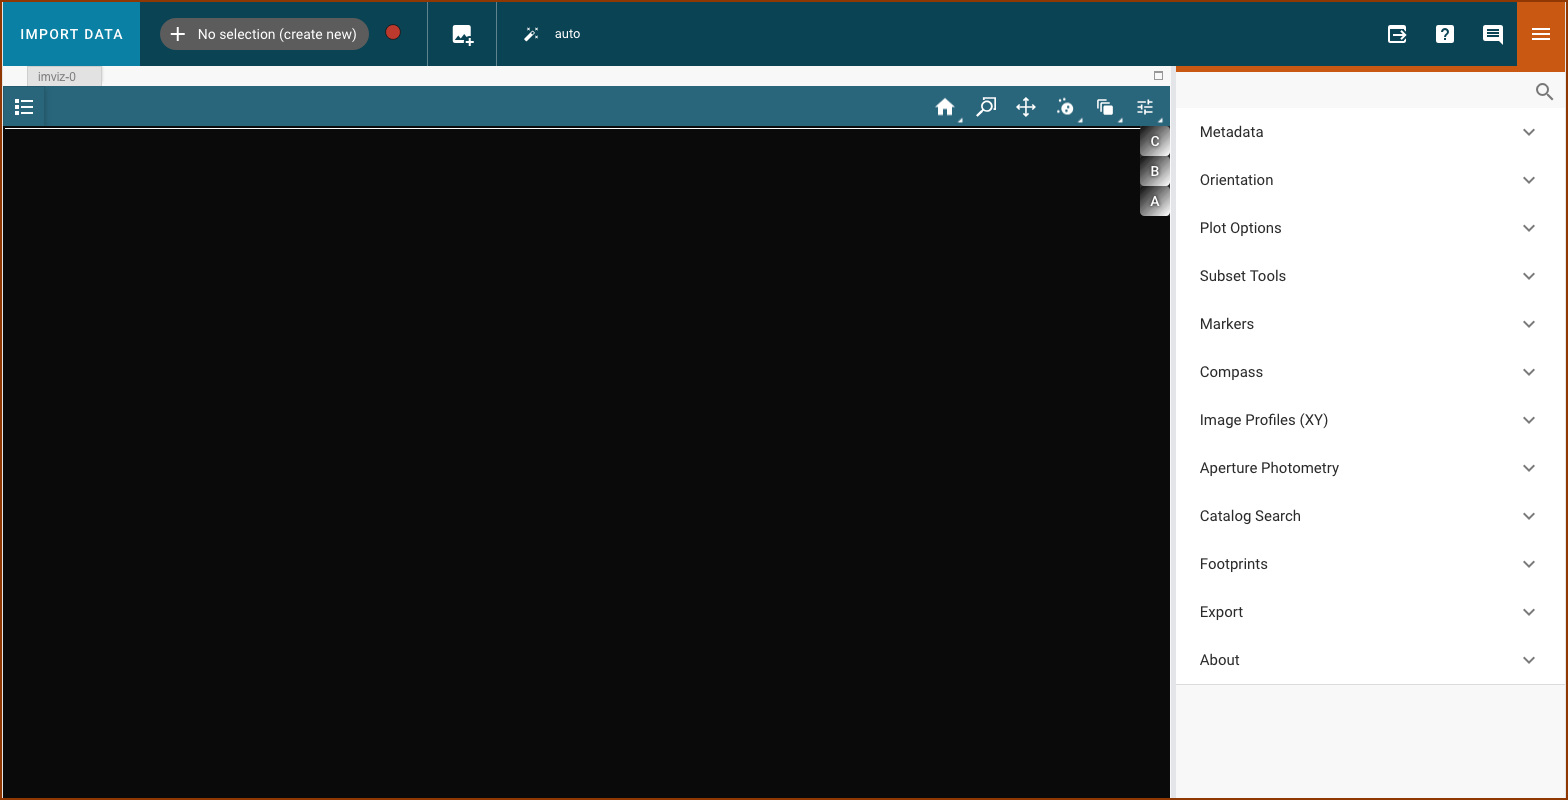 IMPORT DATA
No selection (create new)
auto
imviz-0
C
B
A
Metadata
Orientation
Plot Options
Subset Tools
Markers
Compass
Image Profiles (XY)
Aperture Photometry
Catalog Search
Footprints
Export
About